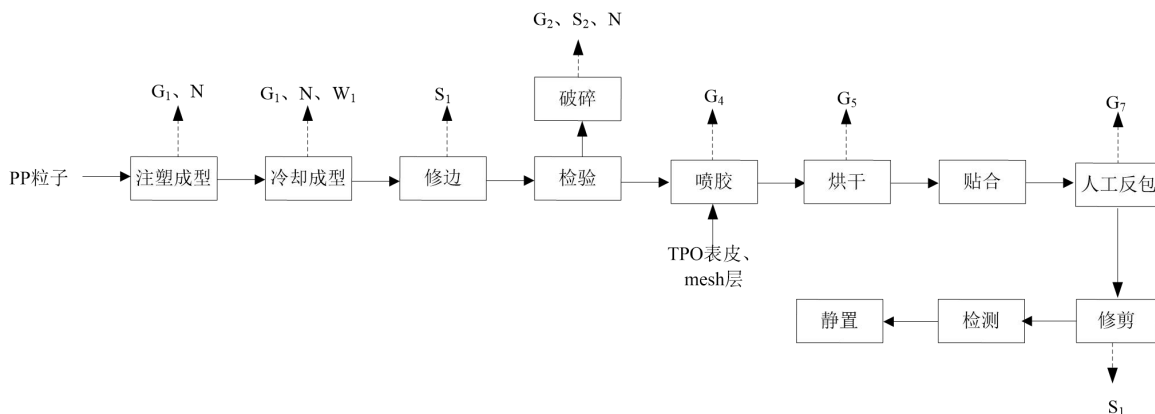 G₂、S₂、N
破碎
G₁、N
G₁、N、W₁
S₁
G₄
G₅
G₇
PP粒子
注塑成型
冷却成型
修边
检验
喷胶
烘干
贴合
人工反包
TPO表皮、
mesh层
静置
检测
修剪
S₁